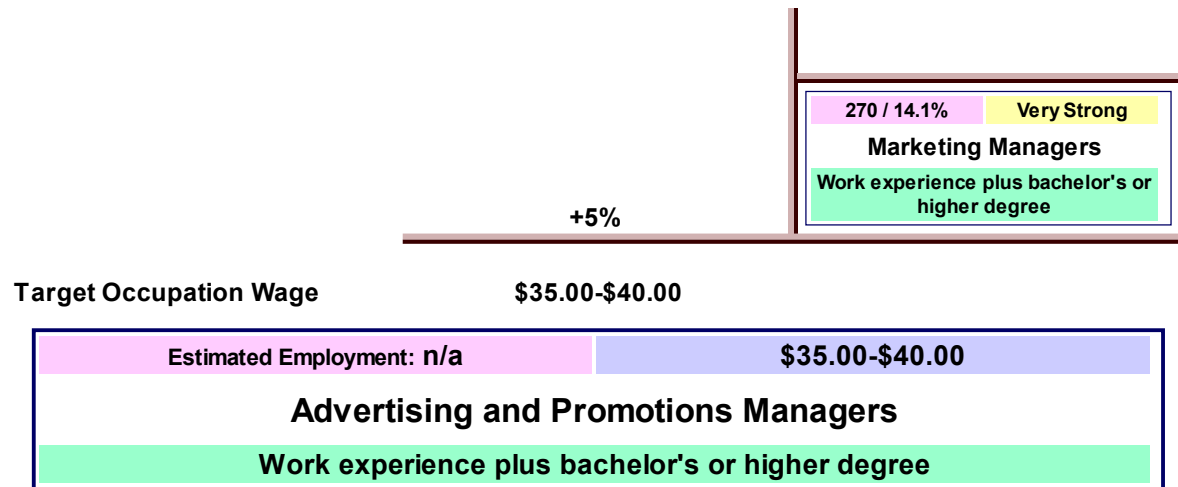 270 / 14.1% Very Strong
Marketing Managers
Work experience plus bachelor's or
higher degree
+5%
Target Occupation Wage $35.00-$40.00
Estimated Employment: n/a $35.00-$40.00
Advertising and Promotions Managers
Work experience plus bachelor's or higher degree